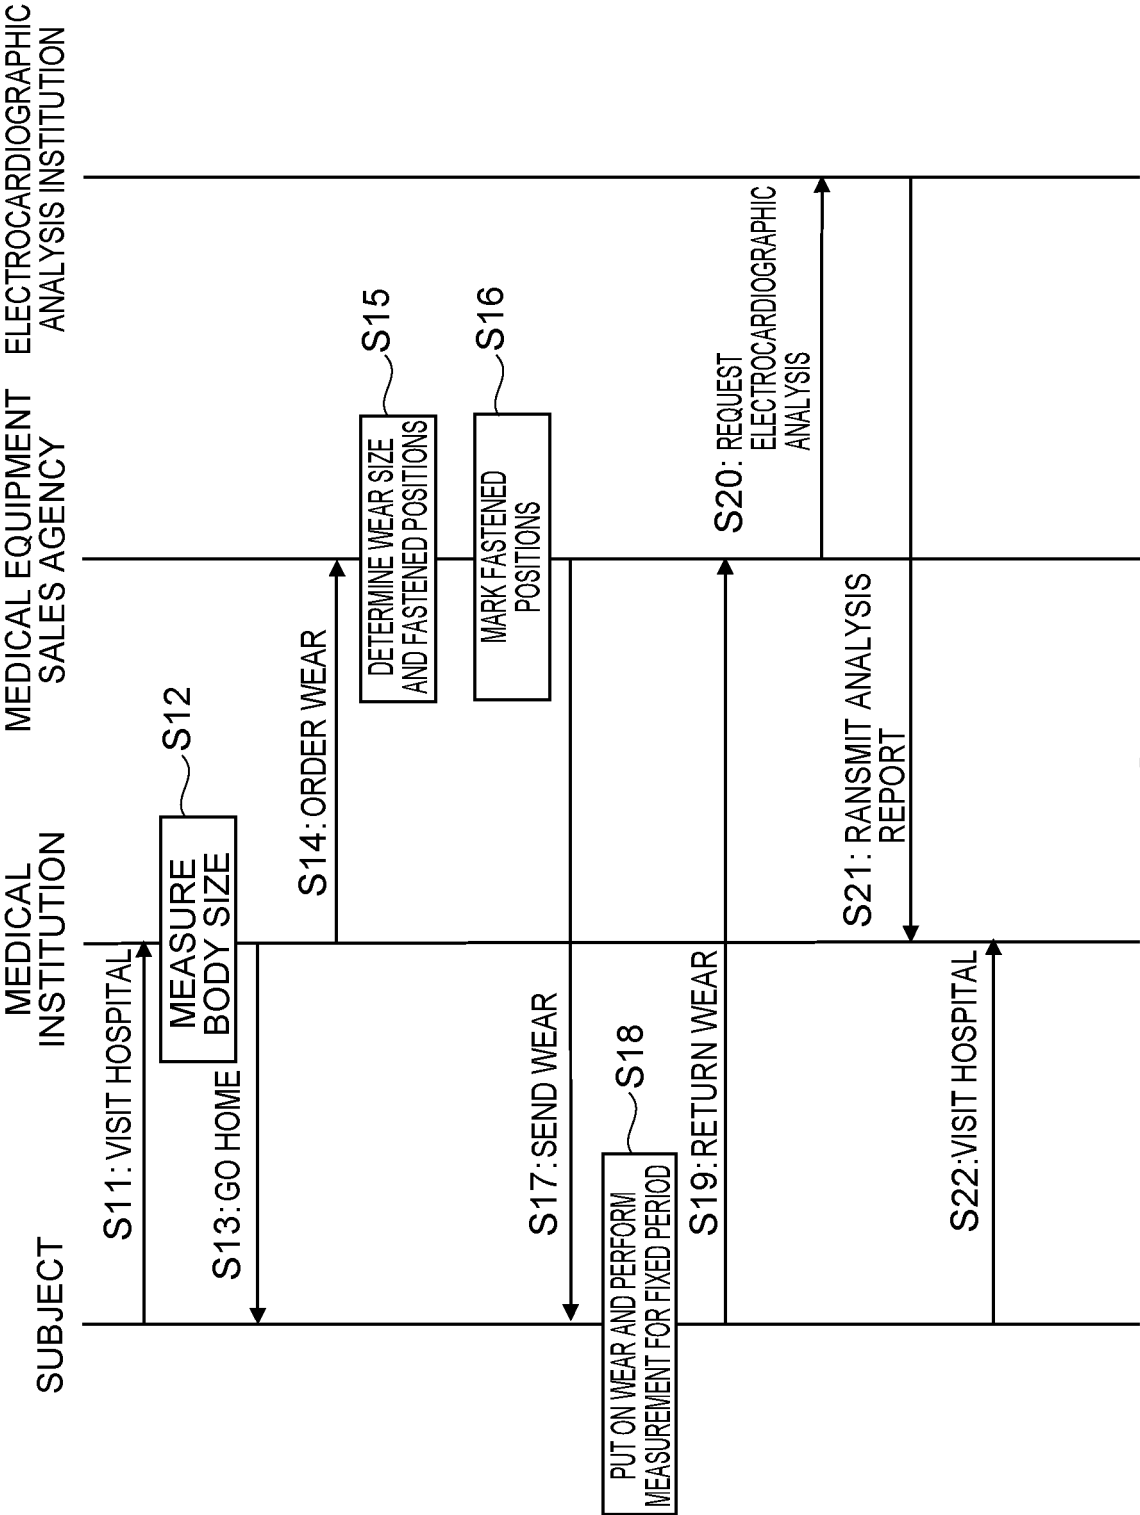 SUBJECT
MEDICAL
INSTITUTION
MEDICAL EQUIPMENT
SALES AGENCY
ELECTROCARDIOGRAPHIC
ANALYSIS INSTITUTION
S11: VISIT HOSPITAL
MEASURE
BODY SIZE
S12
S13: GO HOME
S14: ORDER WEAR
DETERMINE WEAR SIZE
AND FASTENED POSITIONS
S15
MARK FASTENED
POSITIONS
S16
S17: SEND WEAR
PUT ON WEAR AND PERFORM
MEASUREMENT FOR FIXED PERIOD
S18
S19: RETURN WEAR
S20: REQUEST
ELECTROCARDIOGRAPHIC
ANALYSIS
S21: RANSMIT ANALYSIS
REPORT
S22:VISIT HOSPITAL